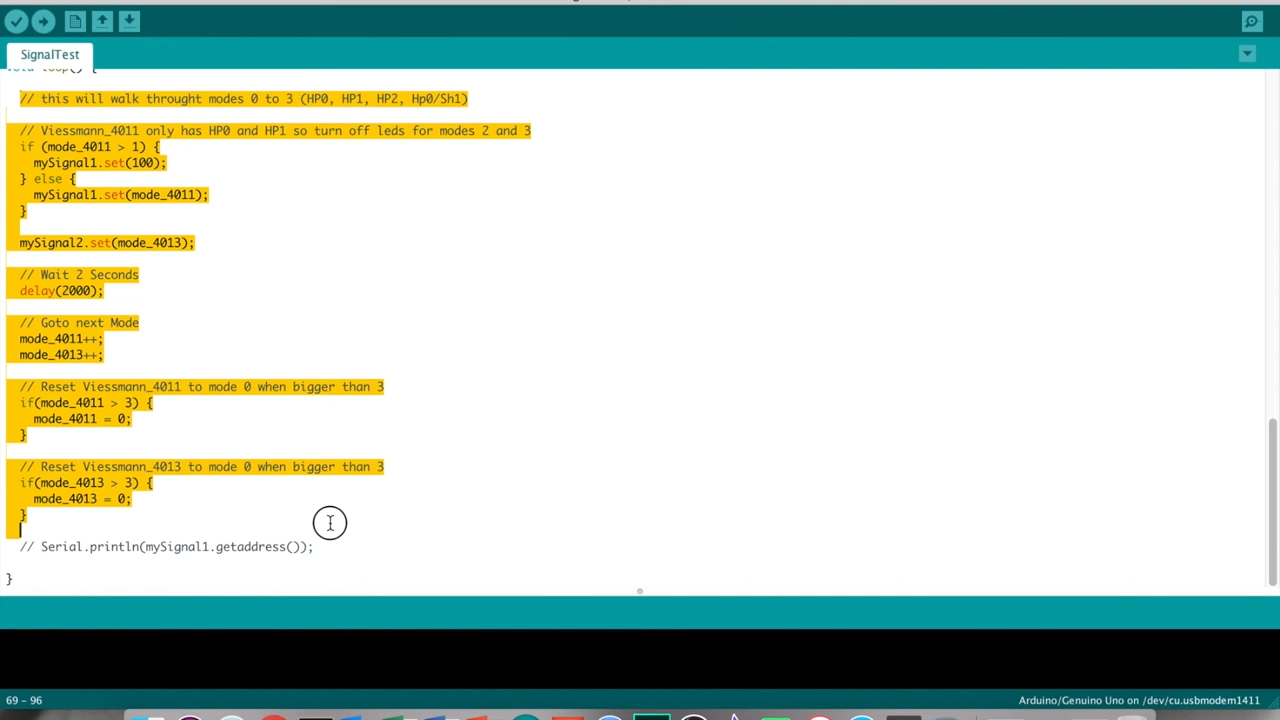 SignalTest
void loop() {
// this will walk throught modes 0 to 3 (HP0, HP1, HP2, Hp0/Sh1)
// Viessmann_4011 only has HP0 and HP1 so turn off leds for modes 2 and 3
if (mode_4011 > 1) {
mySignal1.set(100);
} else {
mySignal1.set(mode_4011);
}
mySignal2.set(mode_4013);
// Wait 2 Seconds
delay(2000);
// Goto next Mode
mode_4011++;
mode_4013++;
// Reset Viessmann_4011 to mode 0 when bigger than 3
if(mode_4011 > 3) {
mode_4011 = 0;
}
// Reset Viessmann_4013 to mode 0 when bigger than 3
if(mode_4013 > 3) {
mode_4013 = 0;
}
// Serial.println(mySignal1.getaddress());
}
69 - 96
Arduino/Genuino Uno on /dev/cu.usbmodem1411